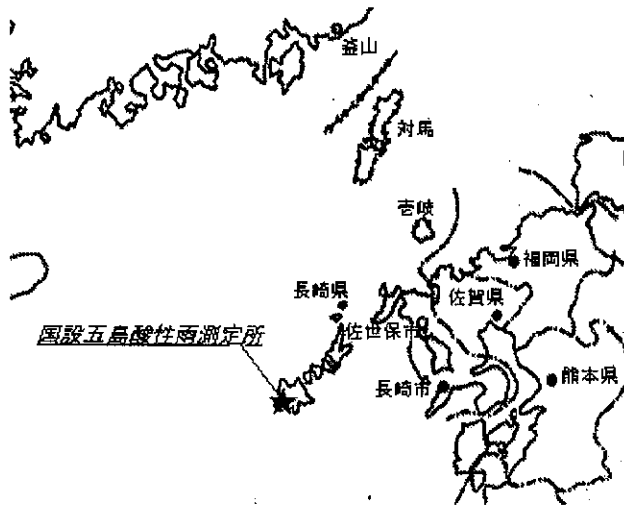 釜山
対馬
壱岐
福岡県
長崎県
佐賀県
国設五島酸性雨測定所
佐世保市
長崎市
熊本県